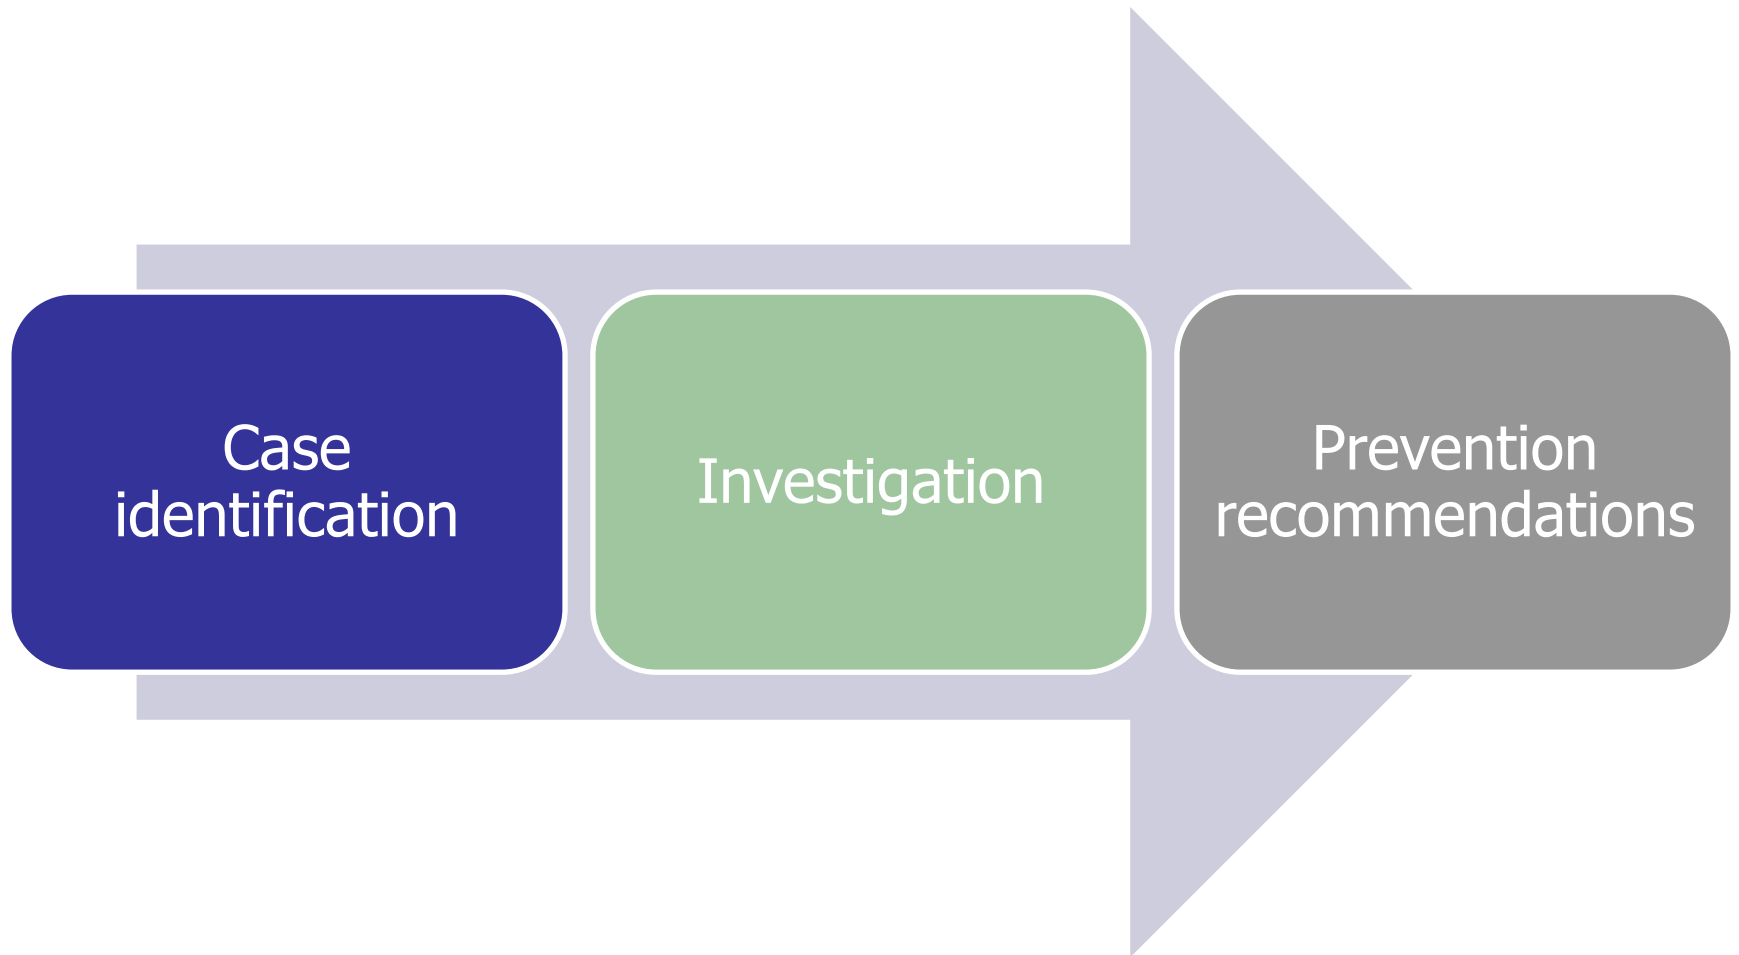 Case
identification
Investigation
Prevention
recommendations